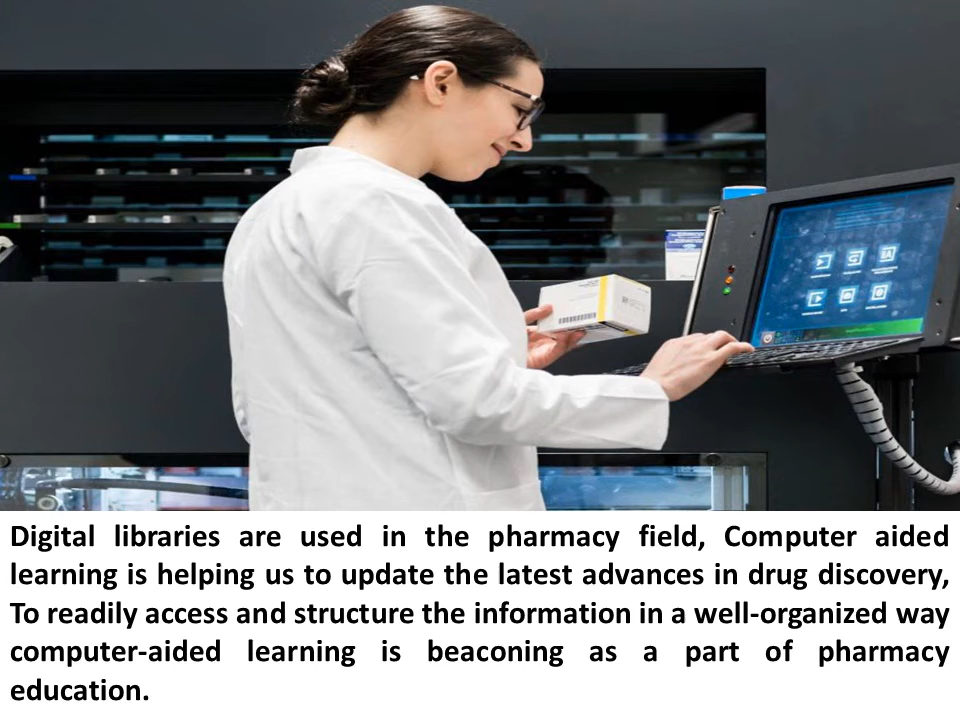 Digital libraries are used in the pharmacy field, Computer aided
learning is helping us to update the latest advances in drug discovery,
To readily access and structure the information in a well-organized way
computer-aided learning is beaconing as a part of pharmacy
education.